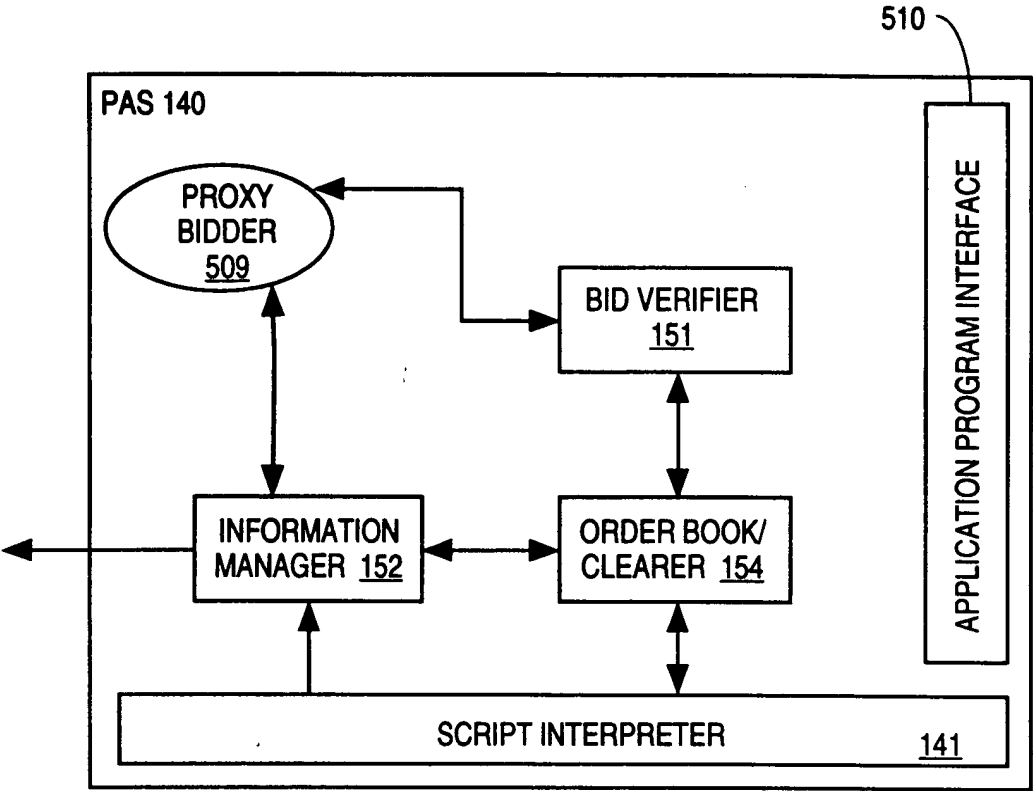 510
PAS 140
PROXY
BIDDER
509
BID VERIFIER
151
INFORMATION
MANAGER 152
ORDER BOOK/
CLEARER 154
APPLICATION PROGRAM INTERFACE
SCRIPT INTERPRETER 141